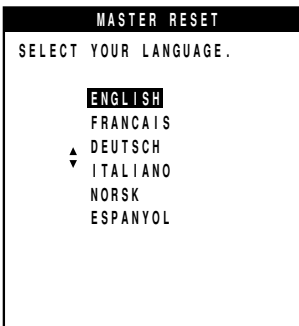 MASTER RESET
SELECT YOUR LANGUAGE.
ENGLISH
FRANCAIS
DEUTSCH
ITALIANO
NORSK
ESPANYOL